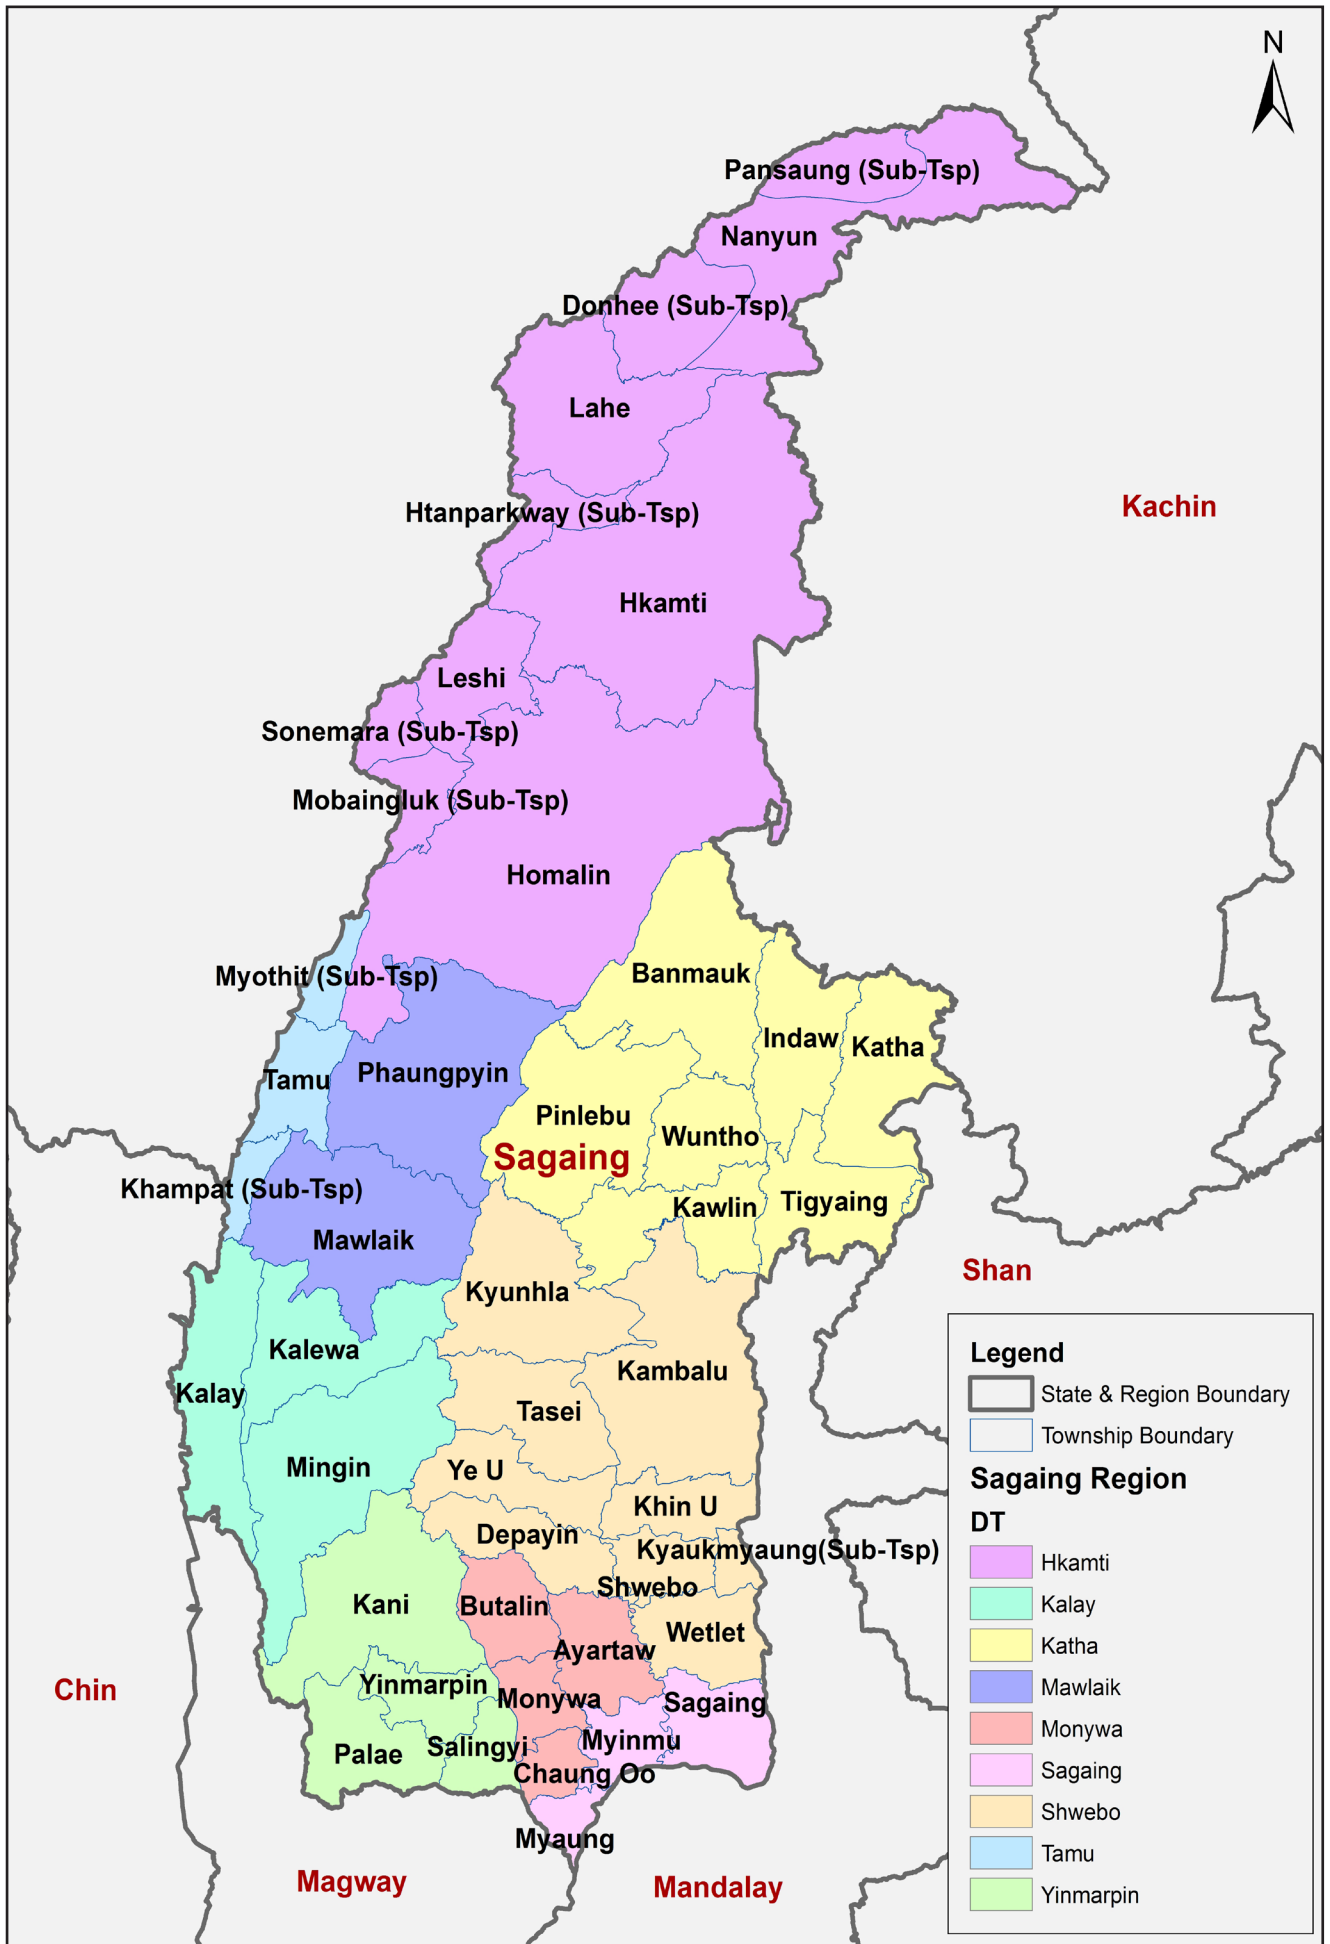 N
Pansaung (Sub-Tsp)
Nanyun
Donhee (Sub-Tsp)
Lahe
Kachin
Htanparkway (Sub-Tsp)
Hkamti
Leshi
Sonemara (Sub-Tsp)
Mobaingluk (Sub-Tsp)
Homalin
Banmauk
Myothit (Sub-Tsp)
Indaw
Katha
Phaungpyin
Tamu
Pinlebu
Wuntho
Sagaing
Khampat (Sub-Tsp)
Tigyaing
Kawlin
Mawlaik
Shan
Kyunhla
Kalewa
Kambalu
Kalay
Tasei
Mingin
Ye U
Khin U
Depayin
Kyaukmyaung(Sub-Tsp)
Shwebo
Kani
Butalin
Wetlet
Ayartaw
Yinmarpin
Chin
Monywa
Sagaing
Myinmu
Salingyi
Palae
Chaung Oo
Myaung
Magway
Mandalay
Legend
State & Region Boundary
Township Boundary
Sagaing Region
DT
Hkamti
Kalay
Katha
Mawlaik
Monywa
Sagaing
Shwebo
Tamu
Yinmarpin